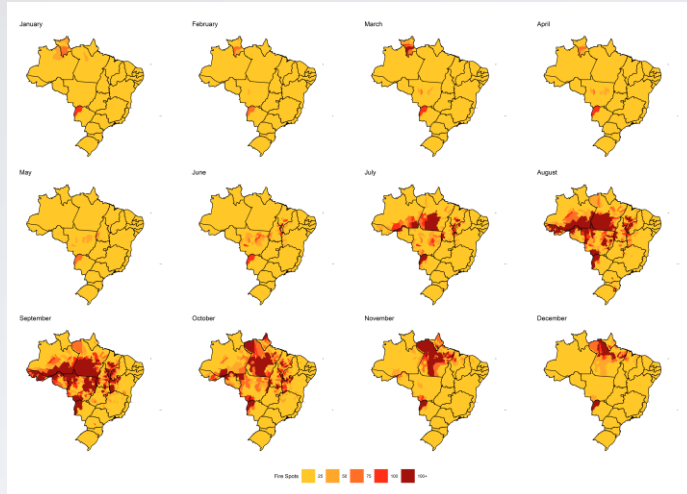 January
February
March
April
May
June
July
August
September
October
November
December
Fire Spots 25 50 75 100 100+